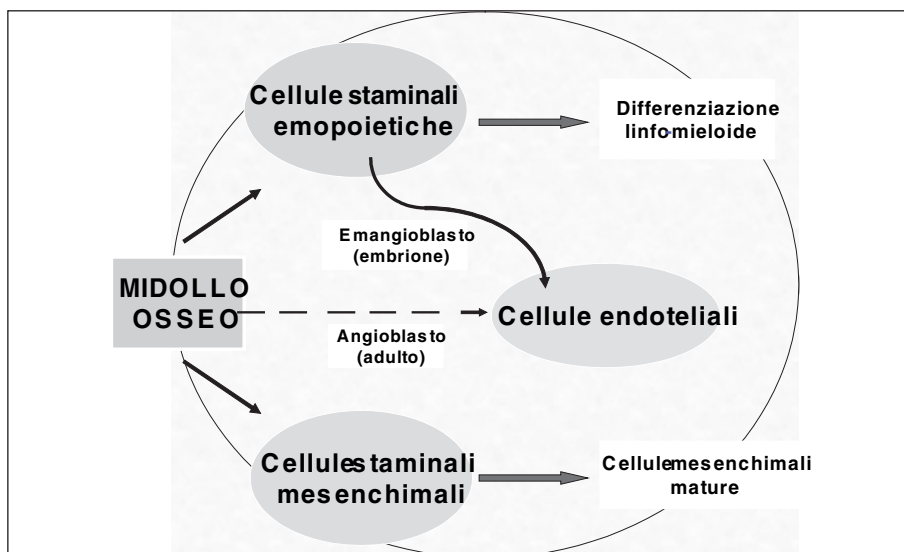 Cellule staminali
emopoietiche
Differenziazione
linfo-mieloide
Emangioblasto
(embrione)
MIDOLLO
OSSEO
Cellule endoteliali
Angioblasto
(adulto)
Cellule staminali
mesenchimali
Cellule mesenchimali
mature